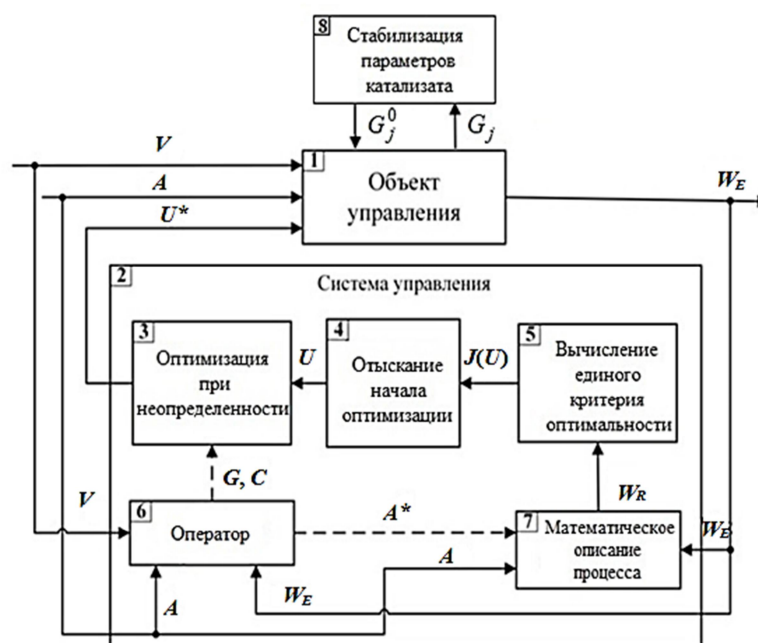 8
Стабилизация
параметров
катализата
G_j^0
G_j
V
1
A
Объект
управления
W_E
U*
2
Система управления
3
Оптимизация
при
неопределенности
U
4
Отыскание
начала
оптимизации
J(U)
5
Вычисление
единого
критерия
оптимальности
G, C
V
6
Оператор
A*
W_R
7
Математическое
описание
процесса
W_E
A
W_E
A